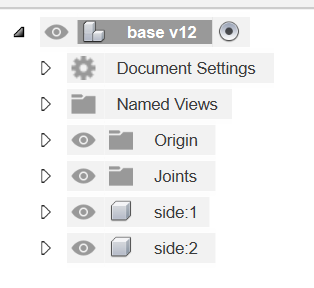 base v12
Document Settings
Named Views
Origin
Joints
side:1
side:2